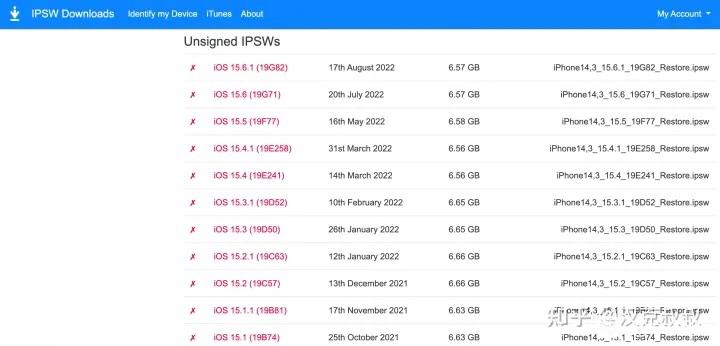 IPSW Downloads Identify my Device iTunes About My Account
Unsigned IPSWs
✗ iOS 15.6.1 (19G82) 17th August 2022 6.57 GB iPhone14,3_15.6.1_19G82_Restore.ipsw
✗ iOS 15.6 (19G71) 20th July 2022 6.57 GB iPhone14,3_15.6_19G71_Restore.ipsw
✗ iOS 15.5 (19F77) 16th May 2022 6.58 GB iPhone14,3_15.5_19F77_Restore.ipsw
✗ iOS 15.4.1 (19E258) 31st March 2022 6.56 GB iPhone14,3_15.4.1_19E258_Restore.ipsw
✗ iOS 15.4 (19E241) 14th March 2022 6.56 GB iPhone14,3_15.4_19E241_Restore.ipsw
✗ iOS 15.3.1 (19D52) 10th February 2022 6.65 GB iPhone14,3_15.3.1_19D52_Restore.ipsw
✗ iOS 15.3 (19D50) 26th January 2022 6.65 GB iPhone14,3_15.3_19D50_Restore.ipsw
✗ iOS 15.2.1 (19C63) 12th January 2022 6.66 GB iPhone14,3_15.2.1_19C63_Restore.ipsw
✗ iOS 15.2 (19C57) 13th December 2021 6.66 GB iPhone14,3_15.2_19C57_Restore.ipsw
✗ iOS 15.1.1 (19B81) 17th November 2021 6.63 GB
✗ iOS 15.1 (19B74) 25th October 2021 6.63 GB iPhone14,3_15.1_19B74_Restore.ipsw
知乎 @汉克叔叔